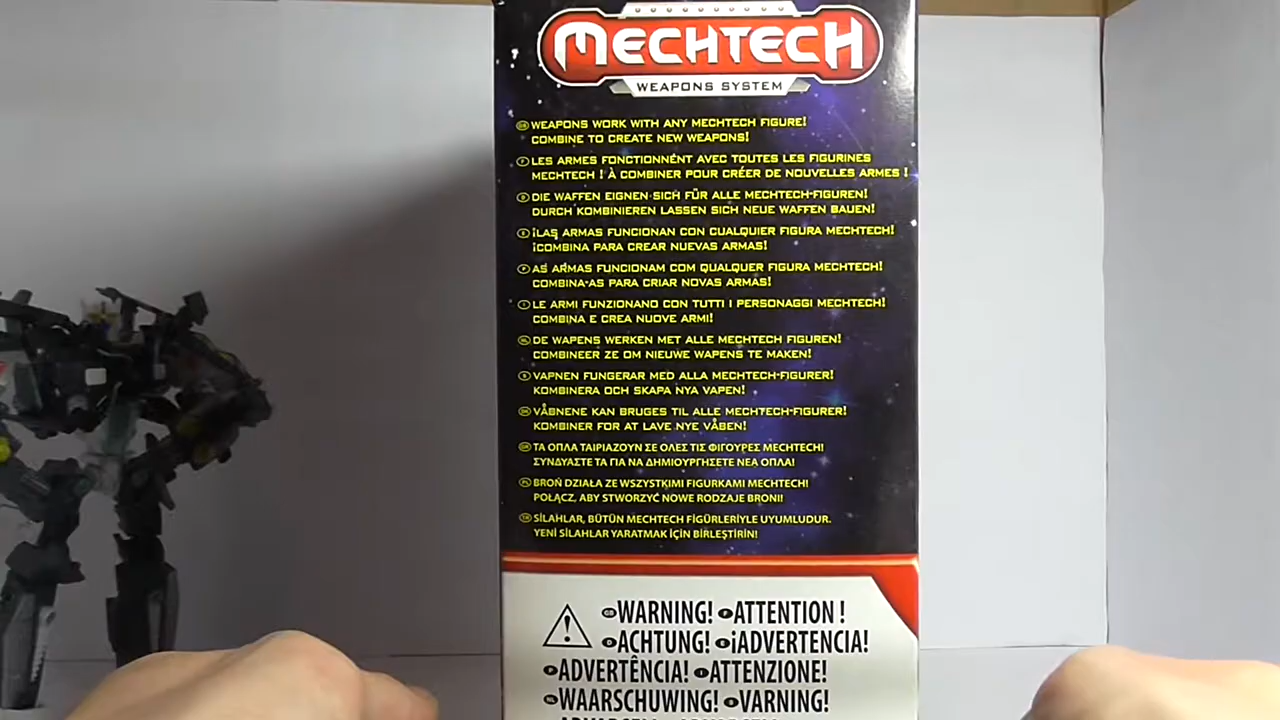 MECHTECH
WEAPONS SYSTEM
GB WEAPONS WORK WITH ANY MECHTECH FIGURE!
COMBINE TO CREATE NEW WEAPONS!
F LES ARMES FONCTIONNENT AVEC TOUTES LES FIGURINES
MECHTECH ! À COMBINER POUR CRÉER DE NOUVELLES ARMES !
D DIE WAFFEN EIGNEN SICH FÜR ALLE MECHTECH-FIGUREN!
DURCH KOMBINIEREN LASSEN SICH NEUE WAFFEN BAUEN!
E ¡LAS ARMAS FUNCIONAN CON CUALQUIER FIGURA MECHTECH!
¡COMBINA PARA CREAR NUEVAS ARMAS!
P AS ARMAS FUNCIONAM COM QUALQUER FIGURA MECHTECH!
COMBINA-AS PARA CRIAR NOVAS ARMAS!
I LE ARMI FUNZIONANO CON TUTTI I PERSONAGGI MECHTECH!
COMBINA E CREA NUOVE ARMI!
NL DE WAPENS WERKEN MET ALLE MECHTECH FIGUREN!
COMBINEER ZE OM NIEUWE WAPENS TE MAKEN!
S VAPNEN FUNGERAR MED ALLA MECHTECH-FIGURER!
KOMBINERA OCH SKAPA NYA VAPEN!
DK VÅBNENE KAN BRUGES TIL ALLE MECHTECH-FIGURER!
KOMBINER FOR AT LAVE NYE VÅBEN!
GR ΤΑ ΟΠΛΑ ΤΑΙΡΙΑΖΟΥΝ ΣΕ ΟΛΕΣ ΤΙΣ ΦΙΓΟΥΡΕΣ MECHTECH!
ΣΥΝΔΥΑΣΤΕ ΤΑ ΓΙΑ ΝΑ ΔΗΜΙΟΥΡΓΗΣΕΤΕ ΝΕΑ ΟΠΛΑ!
PL BROŃ DZIAŁA ZE WSZYSTKIMI FIGURKAMI MECHTECH!
POŁĄCZ, ABY STWORZYĆ NOWE RODZAJE BRONI!
TR SİLAHLAR, BÜTÜN MECHTECH FİGÜRLERİYLE UYUMLUDUR.
YENİ SİLAHLAR YARATMAK İÇİN BİRLEŞTİRİN!
GB WARNING! F ATTENTION !
D ACHTUNG! E ¡ADVERTENCIA!
P ADVERTÊNCIA! I ATTENZIONE!
NL WAARSCHUWING! S VARNING!